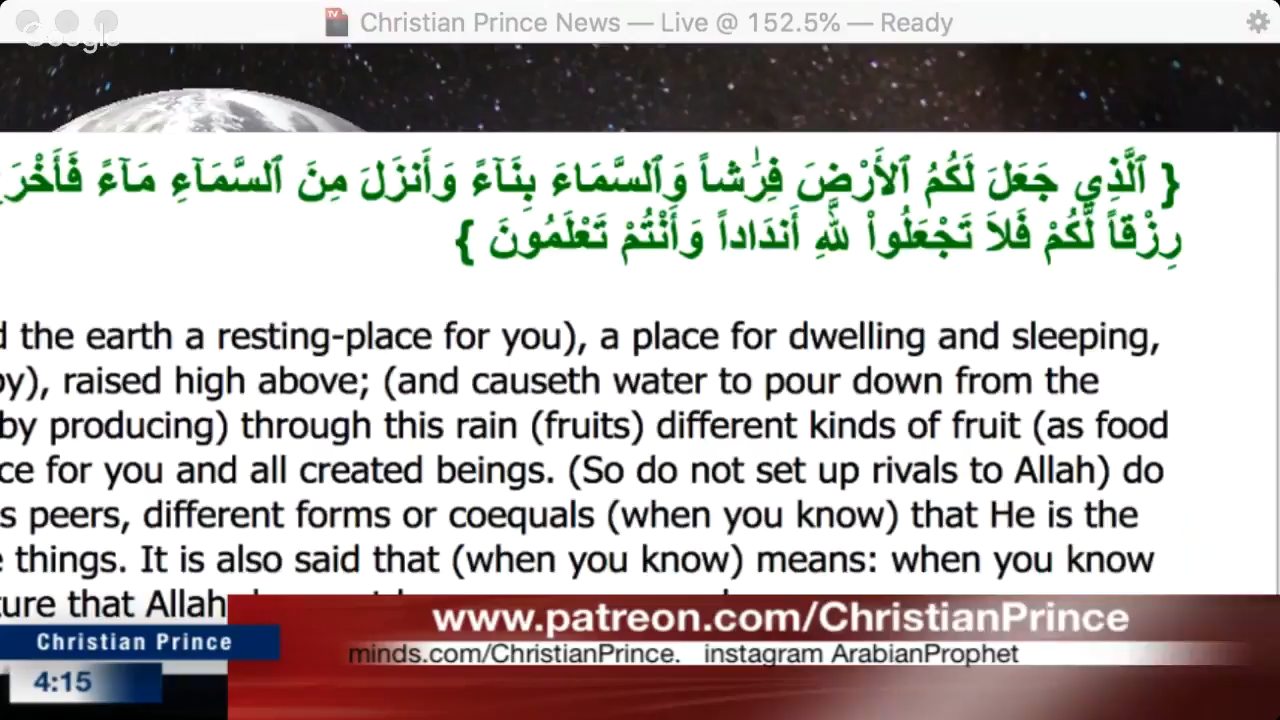 Christian Prince News — Live @ 152.5% — Ready
Google
{ ٱلَّذِي جَعَلَ لَكُمُ ٱلأَرْضَ فِرَٰشاً وَٱلسَّمَاءَ بِنَآءً وَأَنزَلَ مِنَ ٱلسَّمَآءِ مَآءً
رِزْقاً لَّكُمْ فَلاَ تَجْعَلُواْ للَّهِ أَندَاداً وَأَنْتُمْ تَعْلَمُونَ }
the earth a resting-place for you), a place for dwelling and sleeping,
raised high above; (and causeth water to pour down from the
by producing) through this rain (fruits) different kinds of fruit (as food
for you and all created beings. (So do not set up rivals to Allah) do
peers, different forms or coequals (when you know) that He is the
things. It is also said that (when you know) means: when you know
that Allah
www.patreon.com/ChristianPrince
Christian Prince
minds.com/ChristianPrince. instagram ArabianProphet
4:15